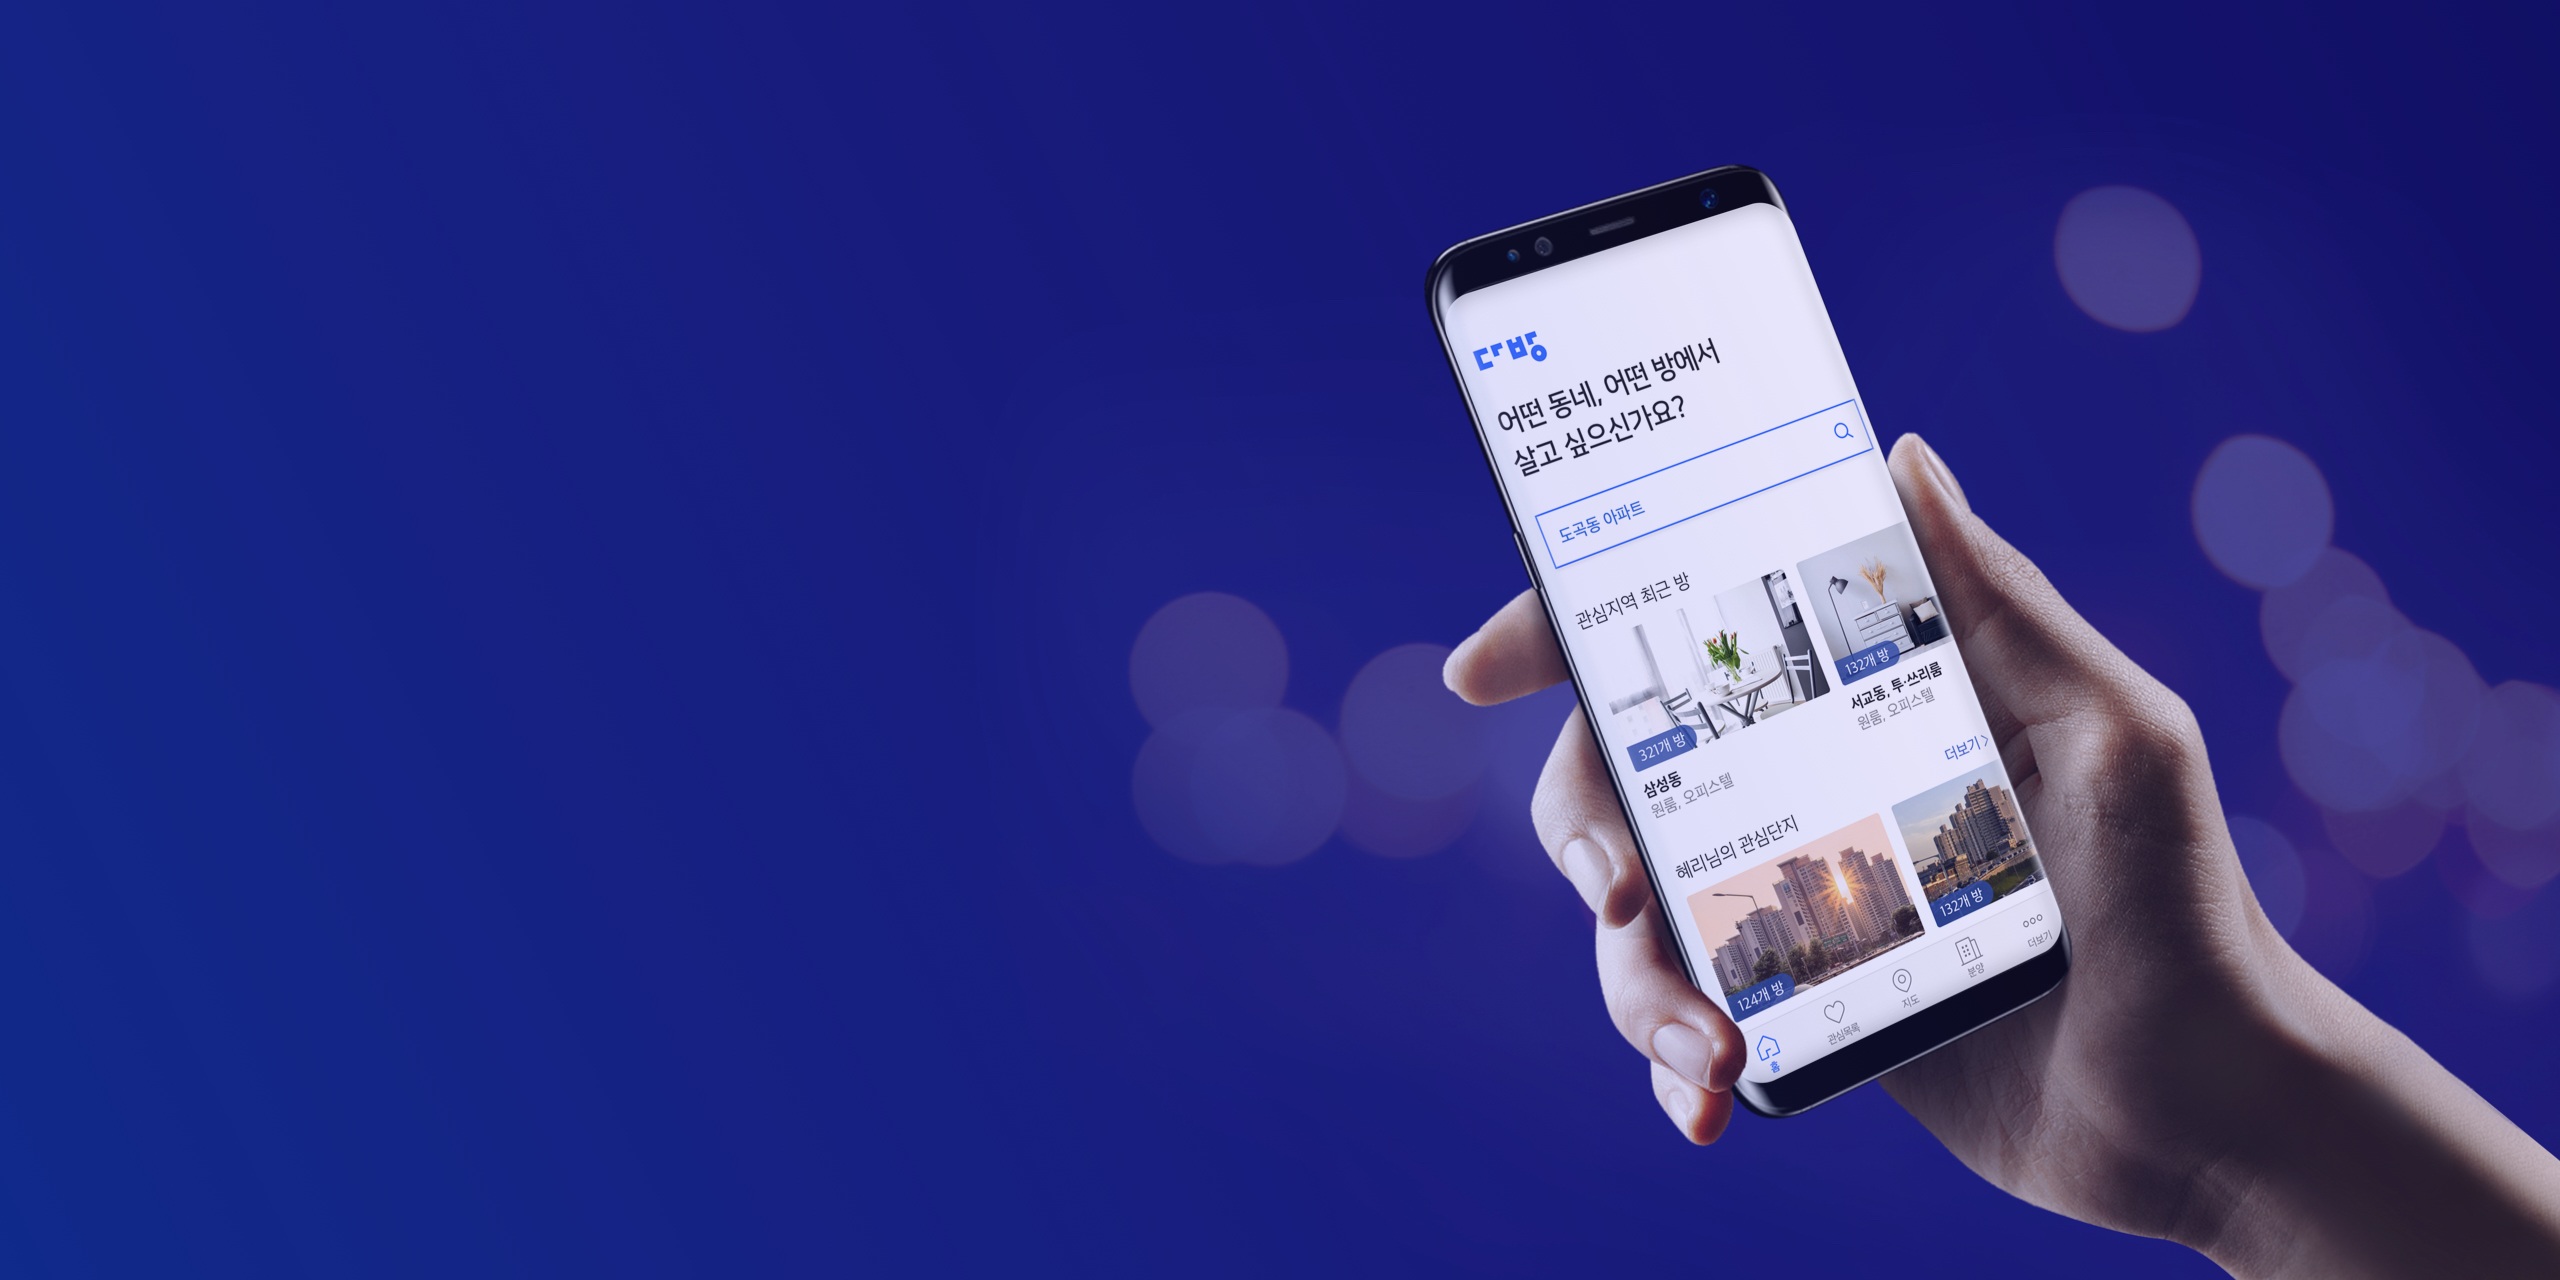 다방
어떤 동네, 어떤 방에서
살고 싶으신가요?
도곡동 아파트
관심지역 최근 방
321개 방
삼성동
원룸, 오피스텔
132개 방
서교동, 투·쓰리룸
원룸, 오피스텔
더보기
혜리님의 관심단지
124개 방
132개 방
홈
관심목록
지도
분양
더보기